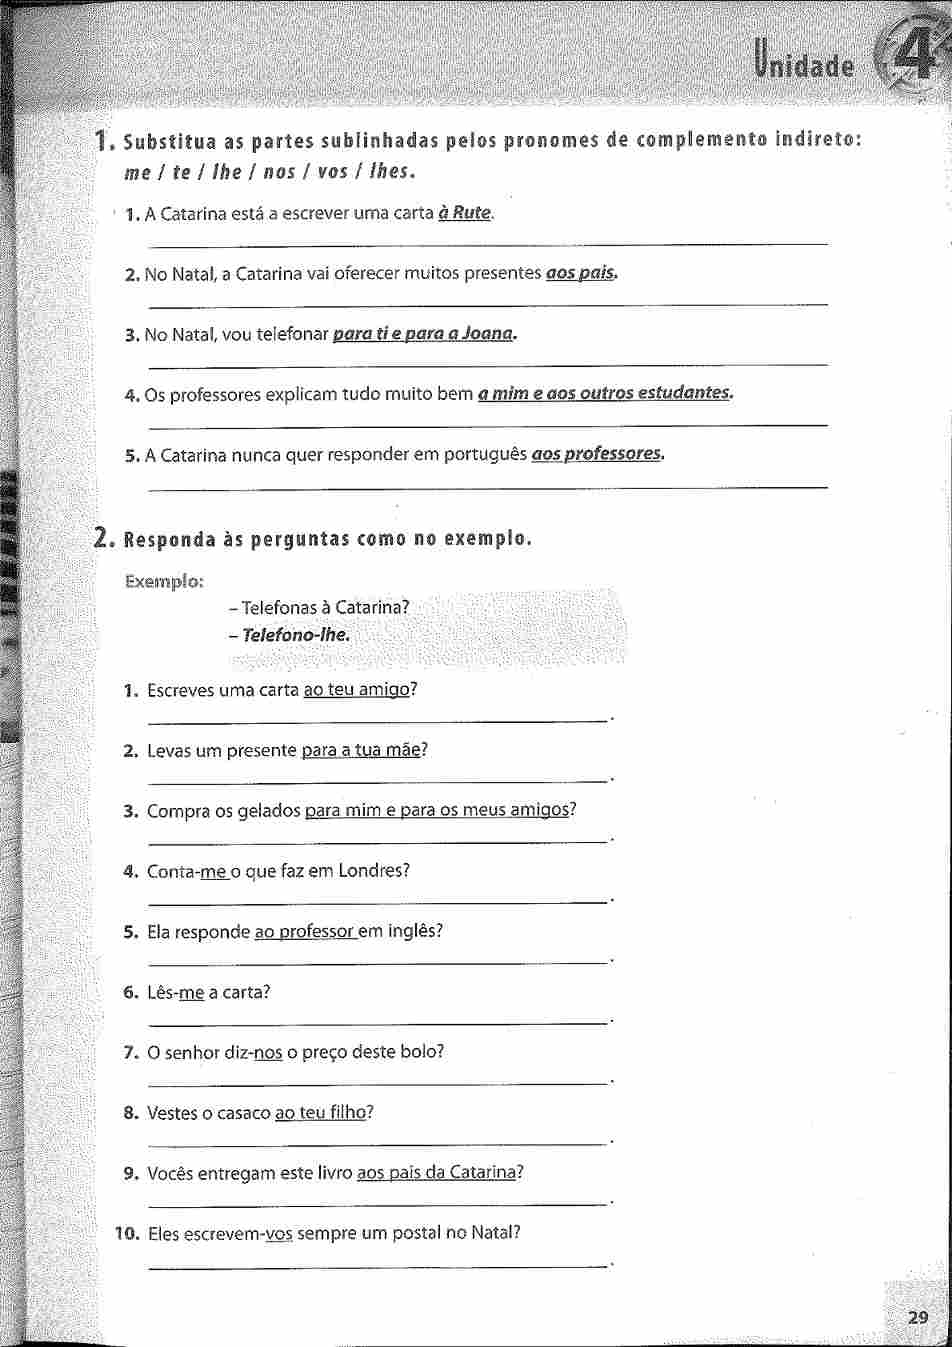 Unidade 4
1. Substitua as partes sublinhadas pelos pronomes de complemento indireto:
me / te / lhe / nos / vos / lhes.
1. A Catarina está a escrever uma carta à Rute.
2. No Natal, a Catarina vai oferecer muitos presentes aos pais.
3. No Natal, vou telefonar para ti e para a Joana.
4. Os professores explicam tudo muito bem a mim e aos outros estudantes.
5. A Catarina nunca quer responder em português aos professores.
2. Responda às perguntas como no exemplo.
Exemplo:
– Telefonas à Catarina?
– Telefono-lhe.
1. Escreves uma carta ao teu amigo?
2. Levas um presente para a tua mãe?
3. Compra os gelados para mim e para os meus amigos?
4. Conta-me o que faz em Londres?
5. Ela responde ao professor em inglês?
6. Lês-me a carta?
7. O senhor diz-nos o preço deste bolo?
8. Vestes o casaco ao teu filho?
9. Vocês entregam este livro aos pais da Catarina?
10. Eles escrevem-vos sempre um postal no Natal?
29